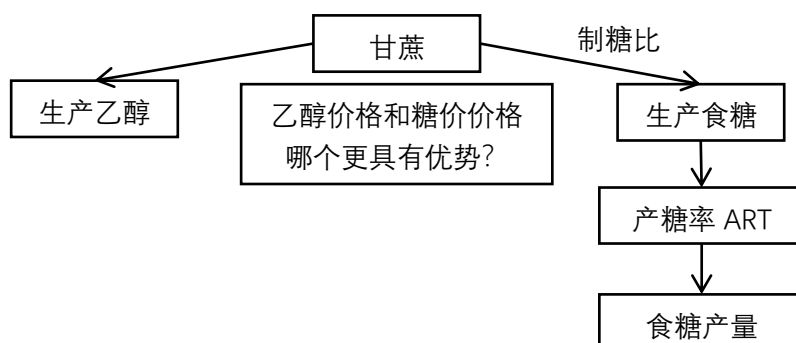 甘蔗
制糖比
生产乙醇
乙醇价格和糖价价格
哪个更具有优势?
生产食糖
产糖率 ART
食糖产量